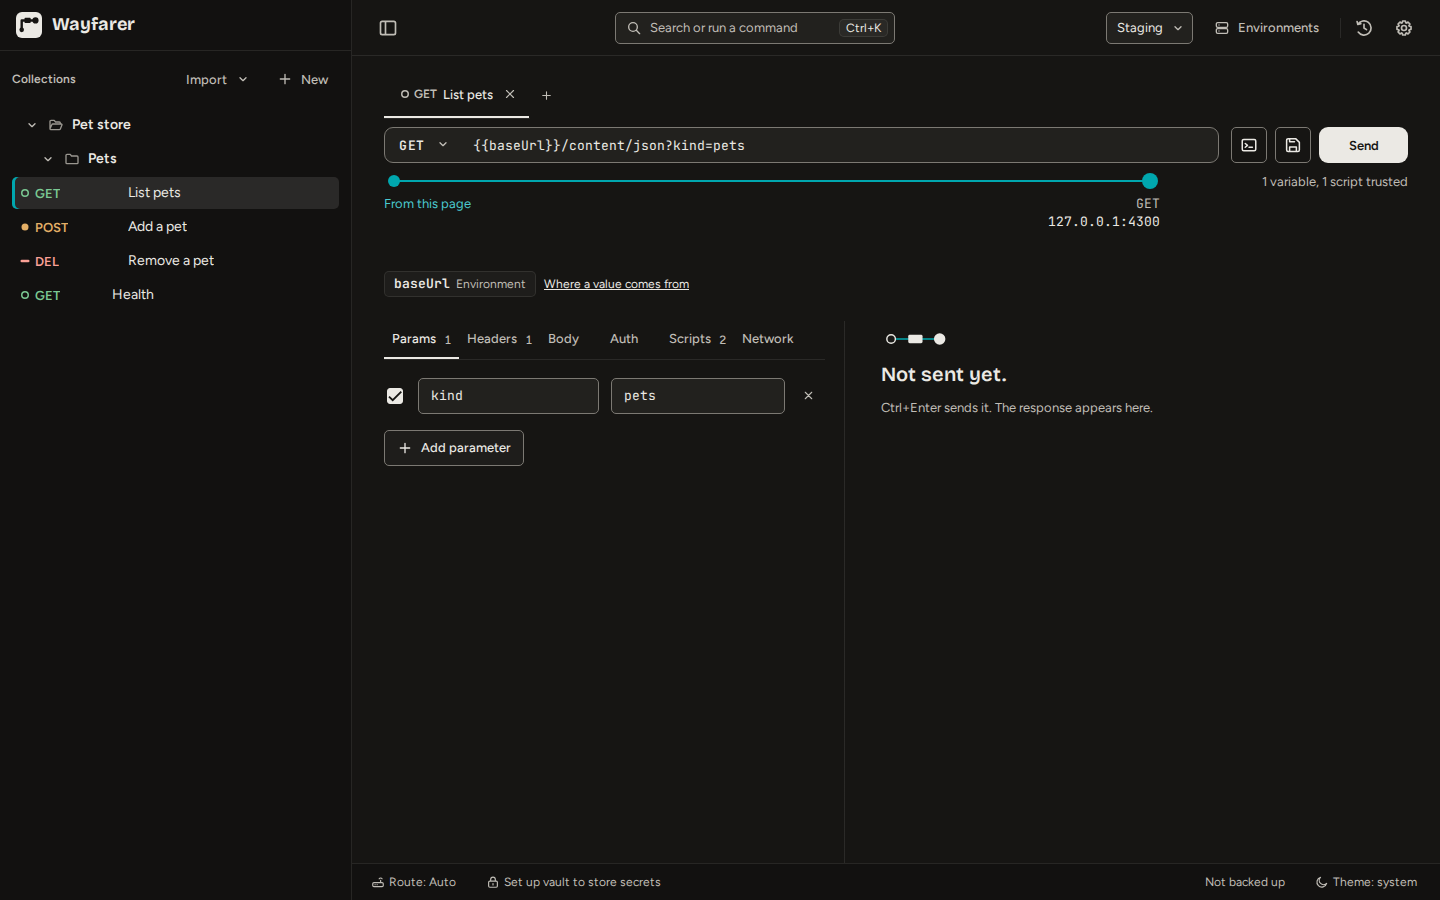 Wayfarer
Search or run a command
Ctrl+K
Staging
Environments
Collections
Import
New
Pet store
Pets
GET List pets
POST Add a pet
DEL Remove a pet
GET Health
GET List pets
GET {{baseUrl}}/content/json?kind=pets
Send
1 variable, 1 script trusted
From this page
GET
127.0.0.1:4300
baseUrl Environment
Where a value comes from
Params 1
Headers 1
Body
Auth
Scripts 2
Network
kind
pets
Add parameter
Not sent yet.
Ctrl+Enter sends it. The response appears here.
Route: Auto
Set up vault to store secrets
Not backed up
Theme: system